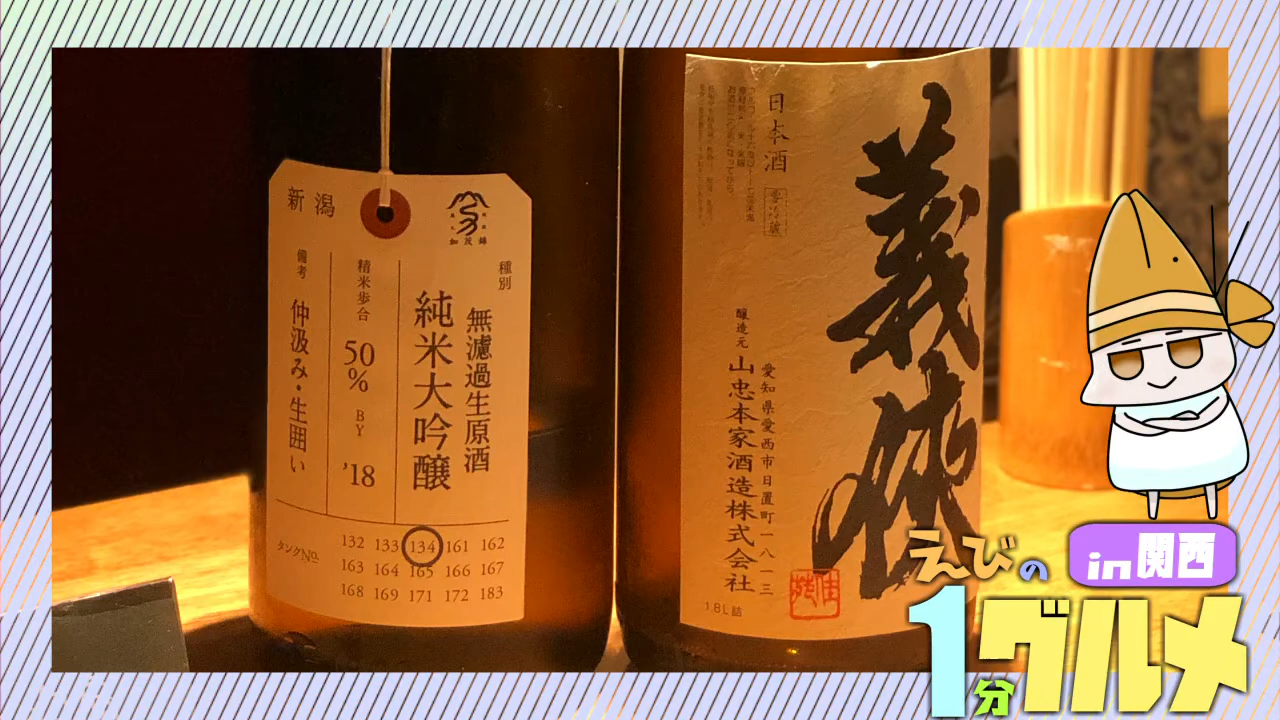 新潟
加茂錦
種別
無濾過生原酒
純米大吟醸
精米歩合
50%
BY
'18
備考
仲汲み・生囲い
タンクNo.
132 133 134 161 162
163 164 165 166 167
168 169 171 172 183
義侠
日本酒
要冷蔵
愛知県愛西市日置町一八一三
醸造元
山忠本家酒造株式会社
1.8L詰
えびの
in関西
1分グルメ